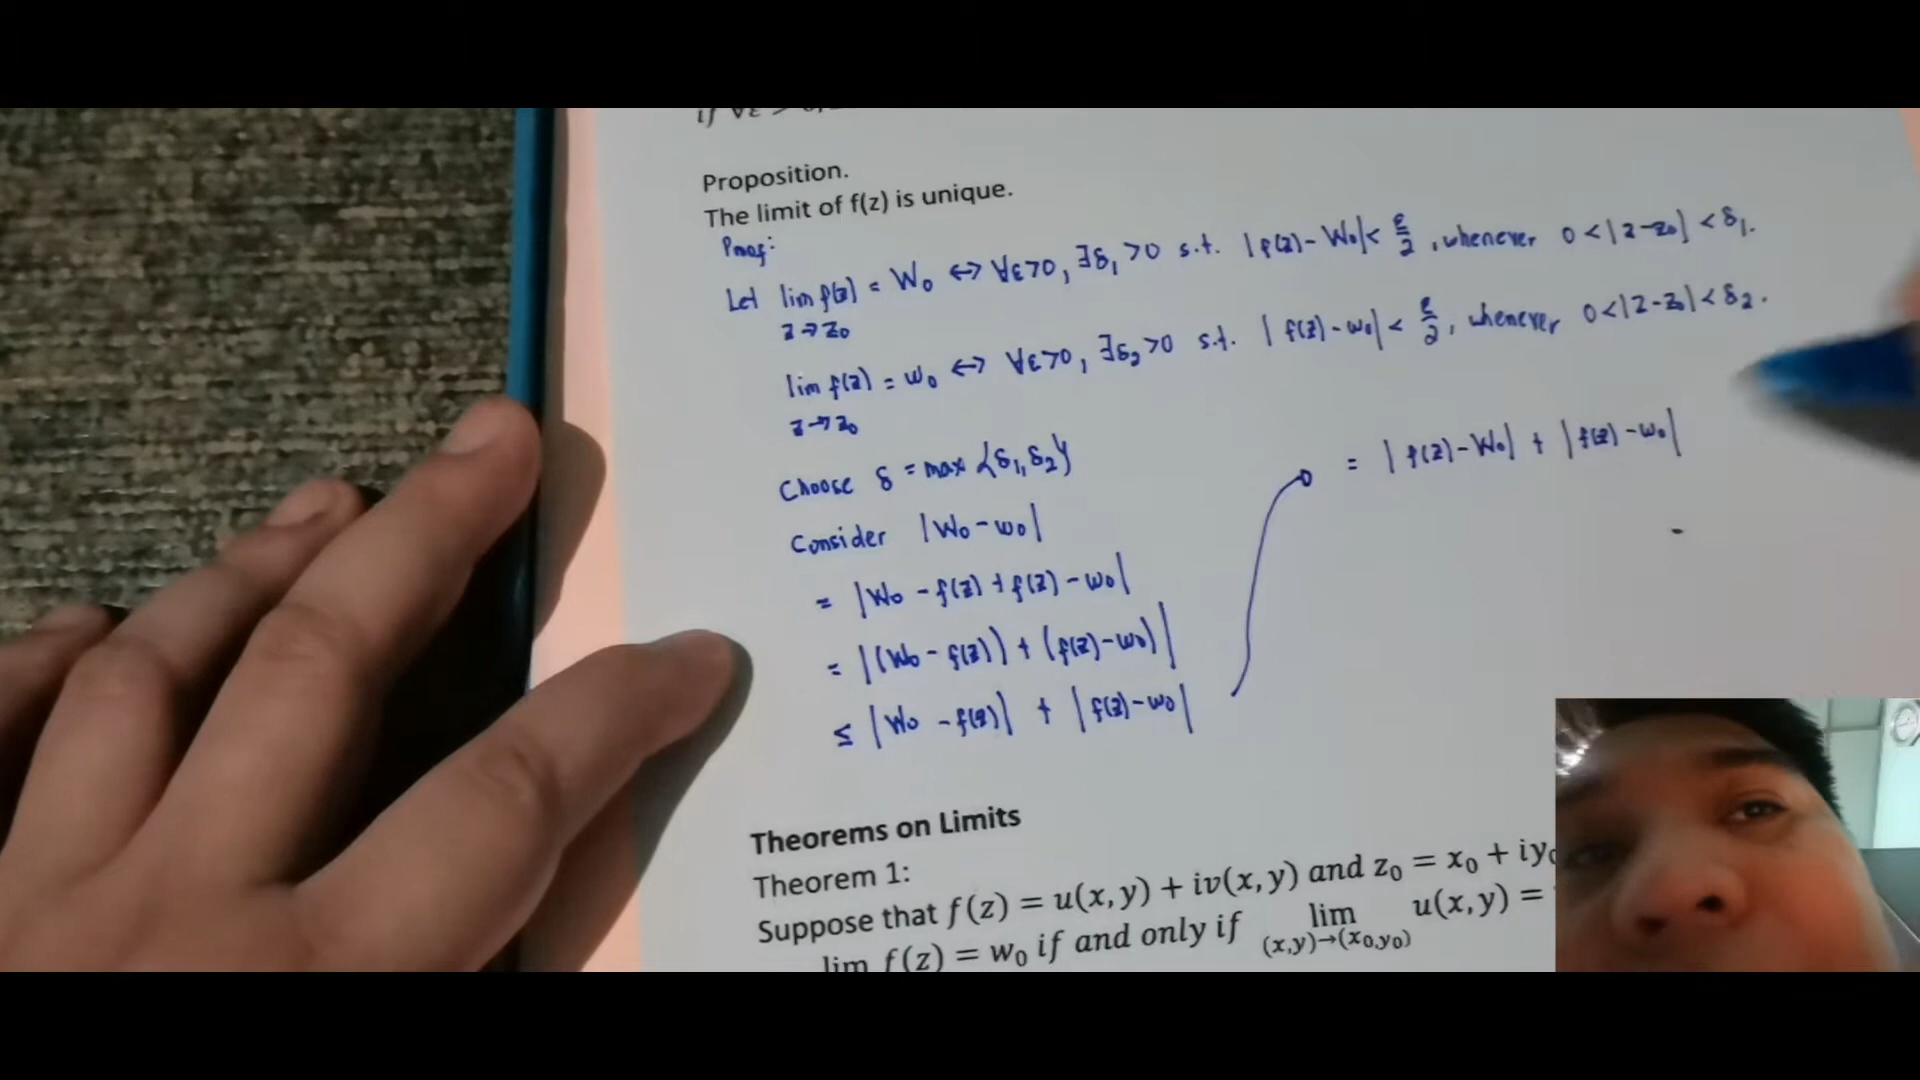 if ∀ε > 0,
Proposition.
The limit of f(z) is unique.
Proof:
Let lim f(z) = W₀ ↔ ∀ε>0, ∃δ₁ >0 s.t. |f(z) - W₀| < ε/2, whenever 0 < |z-z₀| < δ₁.
z→z₀
lim f(z) = w₀ ↔ ∀ε>0, ∃δ₂>0 s.t. |f(z) - w₀| < ε/2, whenever 0<|z-z₀|<δ₂.
z→z₀
Choose δ = max {δ₁, δ₂}
Consider |W₀ - w₀|
= |W₀ - f(z) + f(z) - w₀|
= |(W₀ - f(z)) + (f(z) - w₀)|
≤ |W₀ - f(z)| + |f(z) - w₀|
= |f(z) - W₀| + |f(z) - w₀|
Theorems on Limits
Theorem 1:
Suppose that f(z) = u(x, y) + iv(x, y) and z₀ = x₀ + iy₀
lim f(z) = w₀ if and only if lim u(x, y) =
(x,y)→(x₀,y₀)